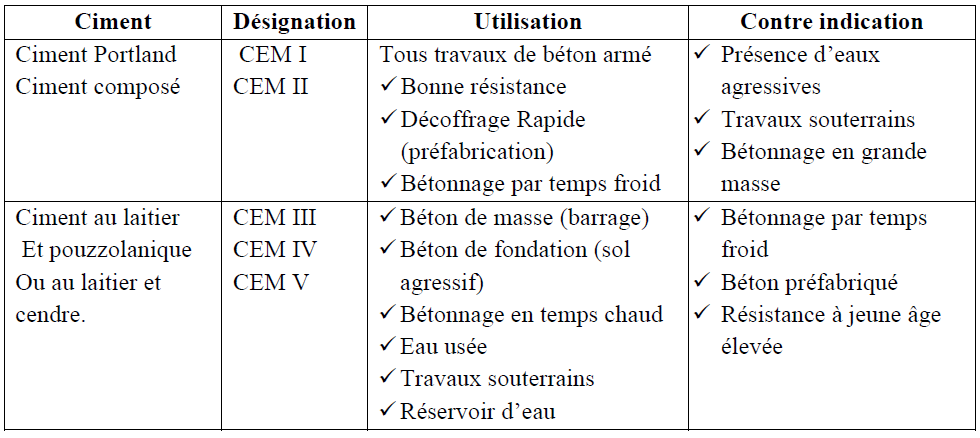 Ciment Désignation Utilisation Contre indication
Ciment Portland
Ciment composé
CEM I
CEM II
Tous travaux de béton armé
✓ Bonne résistance
✓ Décoffrage Rapide
(préfabrication)
✓ Bétonnage par temps froid
✓ Présence d’eaux
agressives
✓ Travaux souterrains
✓ Bétonnage en grande
masse
Ciment au laitier
Et pouzzolanique
Ou au laitier et
cendre.
CEM III
CEM IV
CEM V
✓ Béton de masse (barrage)
✓ Béton de fondation (sol
agressif)
✓ Bétonnage en temps chaud
✓ Eau usée
✓ Travaux souterrains
✓ Réservoir d’eau
✓ Bétonnage par temps
froid
✓ Béton préfabriqué
✓ Résistance à jeune âge
élevée